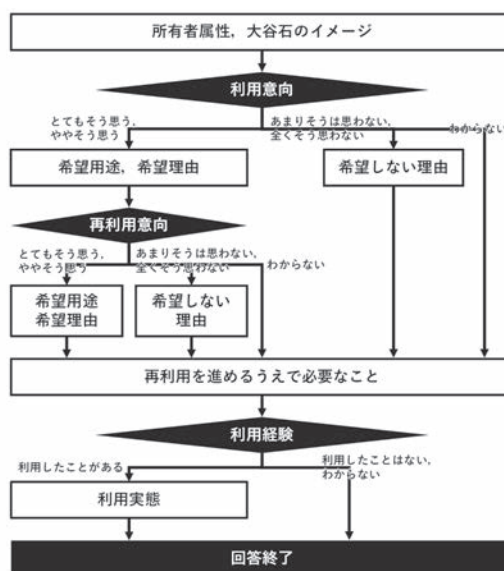 所有者属性，大谷石のイメージ
利用意向
とてもそう思う，
ややそう思う
あまりそうは思わない，
全くそう思わない
わからない
希望用途，希望理由
希望しない理由
再利用意向
とてもそう思う，
ややそう思う
あまりそうは思わない，
全くそう思わない
わからない
希望用途
希望理由
希望しない
理由
再利用を進めるうえで必要なこと
利用経験
利用したことがある
利用したことはない，
わからない
利用実態
回答終了